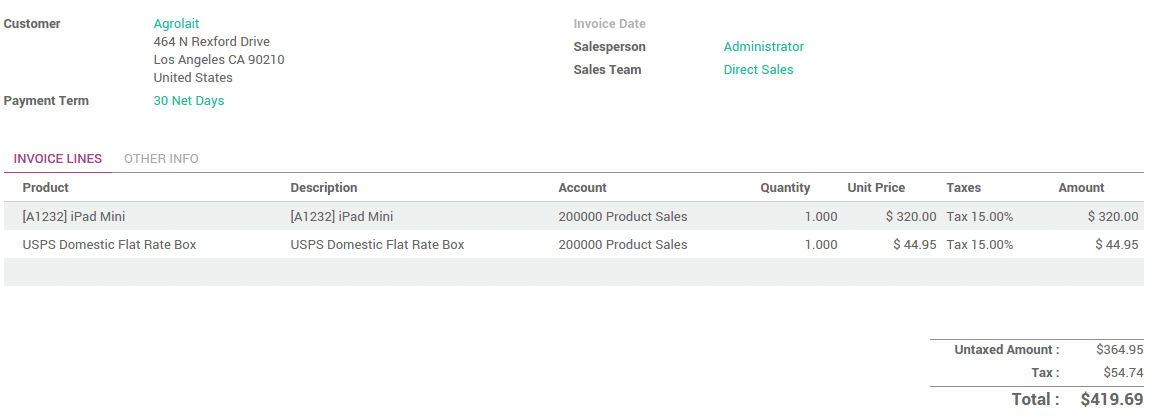 Customer Agrolait Invoice Date
464 N Rexford Drive Salesperson Administrator
Los Angeles CA 90210
United States Sales Team Direct Sales
Payment Term 30 Net Days
INVOICE LINES OTHER INFO
Product Description Account Quantity Unit Price Taxes Amount
[A1232] iPad Mini [A1232] iPad Mini 200000 Product Sales 1.000 $ 320.00 Tax 15.00% $ 320.00
USPS Domestic Flat Rate Box USPS Domestic Flat Rate Box 200000 Product Sales 1.000 $ 44.95 Tax 15.00% $ 44.95
Untaxed Amount : $364.95
Tax : $54.74
Total : $419.69